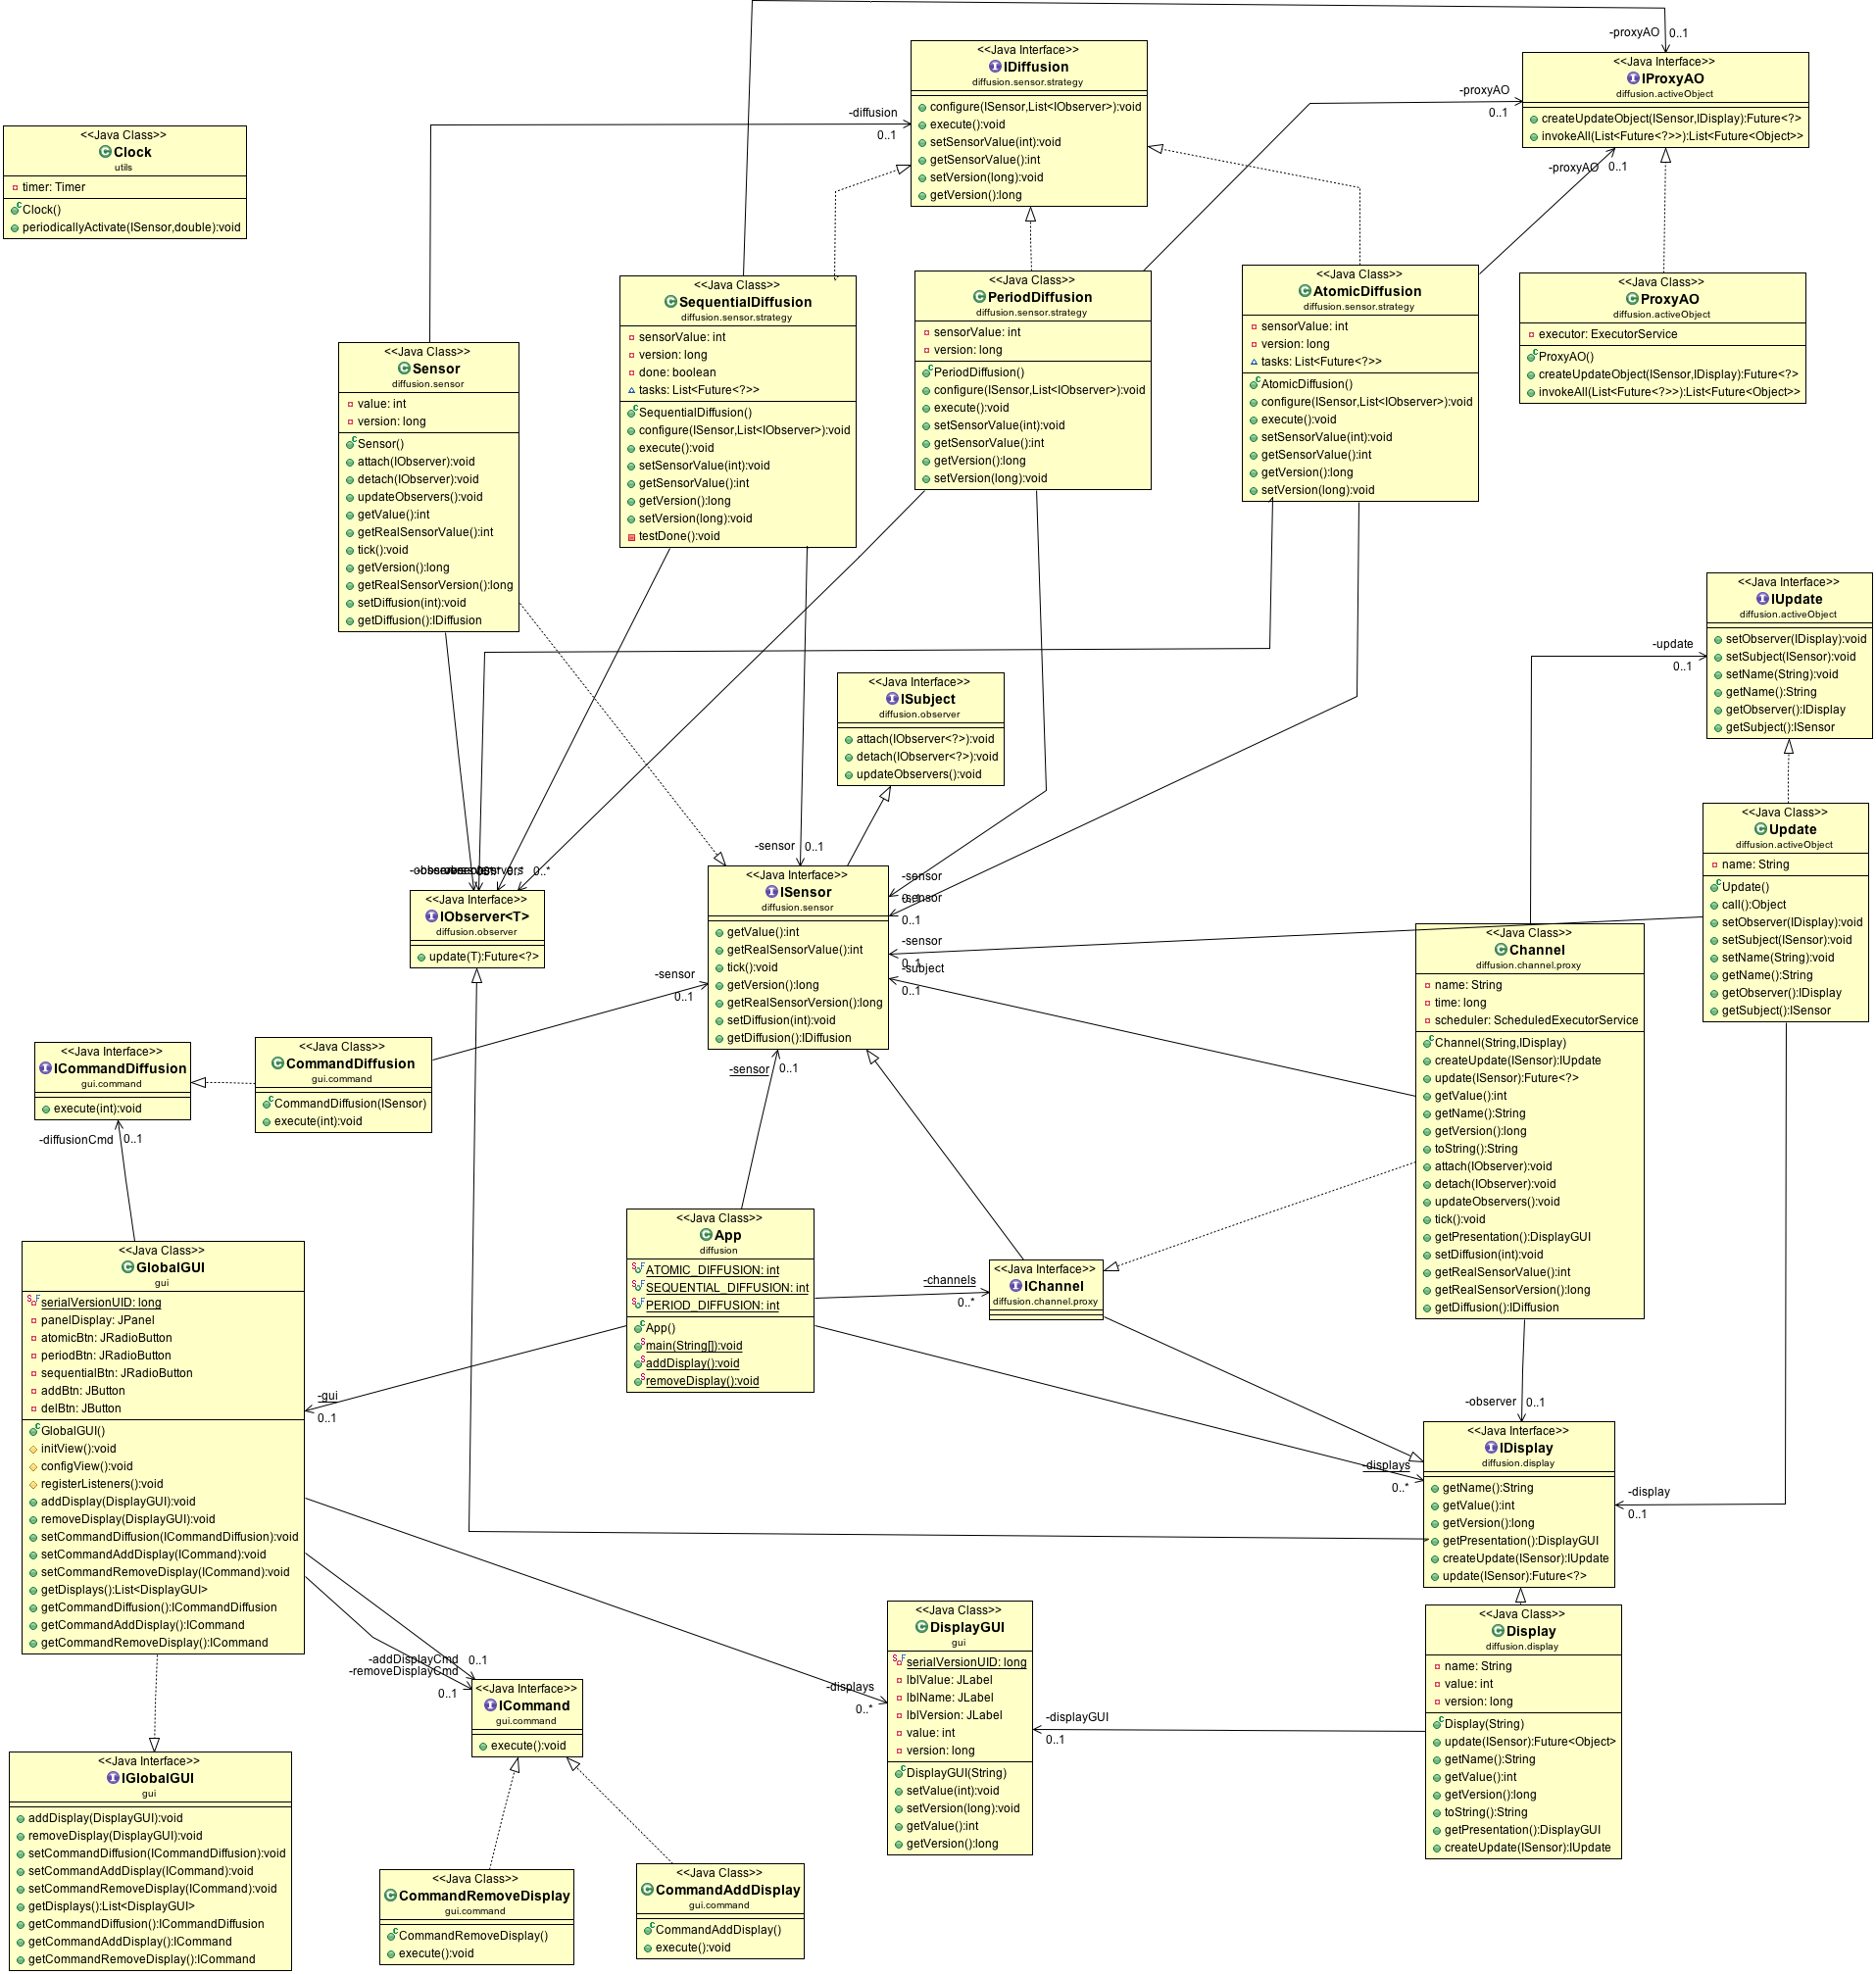 -proxyAO 0..1
<<Java Interface>>
IDiffusion
diffusion.sensor.strategy
configure(ISensor,List<IObserver>):void
execute():void
setSensorValue(int):void
getSensorValue():int
setVersion(long):void
getVersion():long
<<Java Interface>>
IProxyAO
diffusion.activeObject
createUpdateObject(ISensor,IDisplay):Future<?>
invokeAll(List<Future<?>>):List<Future<Object>>
-proxyAO
0..1
-proxyAO 0..1
-diffusion
0..1
<<Java Class>>
Clock
utils
timer: Timer
Clock()
periodicallyActivate(ISensor,double):void
<<Java Class>>
SequentialDiffusion
diffusion.sensor.strategy
sensorValue: int
version: long
done: boolean
tasks: List<Future<?>>
SequentialDiffusion()
configure(ISensor,List<IObserver>):void
execute():void
setSensorValue(int):void
getSensorValue():int
getVersion():long
setVersion(long):void
testDone():void
<<Java Class>>
PeriodDiffusion
diffusion.sensor.strategy
sensorValue: int
version: long
PeriodDiffusion()
configure(ISensor,List<IObserver>):void
execute():void
setSensorValue(int):void
getSensorValue():int
getVersion():long
setVersion(long):void
<<Java Class>>
AtomicDiffusion
diffusion.sensor.strategy
sensorValue: int
version: long
tasks: List<Future<?>>
AtomicDiffusion()
configure(ISensor,List<IObserver>):void
execute():void
setSensorValue(int):void
getSensorValue():int
getVersion():long
setVersion(long):void
<<Java Class>>
ProxyAO
diffusion.activeObject
executor: ExecutorService
ProxyAO()
createUpdateObject(ISensor,IDisplay):Future<?>
invokeAll(List<Future<?>>):List<Future<Object>>
<<Java Class>>
Sensor
diffusion.sensor
value: int
version: long
Sensor()
attach(IObserver):void
detach(IObserver):void
updateObservers():void
getValue():int
getRealSensorValue():int
tick():void
getVersion():long
getRealSensorVersion():long
setDiffusion(int):void
getDiffusion():IDiffusion
<<Java Interface>>
IUpdate
diffusion.activeObject
setObserver(IDisplay):void
setSubject(ISensor):void
setName(String):void
getName():String
getObserver():IDisplay
getSubject():ISensor
-update
0..1
<<Java Interface>>
ISubject
diffusion.observer
attach(IObserver<?>):void
detach(IObserver<?>):void
updateObservers():void
<<Java Class>>
Update
diffusion.activeObject
name: String
Update()
call():Object
setObserver(IDisplay):void
setSubject(ISensor):void
setName(String):void
getName():String
getObserver():IDisplay
getSubject():ISensor
-sensor 0..1
0..*
<<Java Interface>>
IObserver<T>
diffusion.observer
update(T):Future<?>
<<Java Interface>>
ISensor
diffusion.sensor
getValue():int
getRealSensorValue():int
tick():void
getVersion():long
getRealSensorVersion():long
setDiffusion(int):void
getDiffusion():IDiffusion
-sensor
-sensor
0..1
-sensor
-subject
0..1
-sensor
0..1
<<Java Class>>
Channel
diffusion.channel.proxy
name: String
time: long
scheduler: ScheduledExecutorService
Channel(String,IDisplay)
createUpdate(ISensor):IUpdate
update(ISensor):Future<?>
getValue():int
getName():String
getVersion():long
toString():String
attach(IObserver):void
detach(IObserver):void
updateObservers():void
tick():void
getPresentation():DisplayGUI
setDiffusion(int):void
getRealSensorValue():int
getRealSensorVersion():long
getDiffusion():IDiffusion
<<Java Interface>>
ICommandDiffusion
gui.command
execute(int):void
<<Java Class>>
CommandDiffusion
gui.command
CommandDiffusion(ISensor)
execute(int):void
-diffusionCmd 0..1
-sensor 0..1
<<Java Class>>
App
diffusion
ATOMIC_DIFFUSION: int
SEQUENTIAL_DIFFUSION: int
PERIOD_DIFFUSION: int
App()
main(String[]):void
addDisplay():void
removeDisplay():void
-channels
0..*
<<Java Interface>>
IChannel
diffusion.channel.proxy
<<Java Class>>
GlobalGUI
gui
serialVersionUID: long
panelDisplay: JPanel
atomicBtn: JRadioButton
periodBtn: JRadioButton
sequentialBtn: JRadioButton
addBtn: JButton
delBtn: JButton
GlobalGUI()
initView():void
configView():void
registerListeners():void
addDisplay(DisplayGUI):void
removeDisplay(DisplayGUI):void
setCommandDiffusion(ICommandDiffusion):void
setCommandAddDisplay(ICommand):void
setCommandRemoveDisplay(ICommand):void
getDisplays():List<DisplayGUI>
getCommandDiffusion():ICommandDiffusion
getCommandAddDisplay():ICommand
getCommandRemoveDisplay():ICommand
-gui
0..1
-observer 0..1
<<Java Interface>>
IDisplay
diffusion.display
getName():String
getValue():int
getVersion():long
getPresentation():DisplayGUI
createUpdate(ISensor):IUpdate
update(ISensor):Future<?>
-displays
0..*
-display
0..1
<<Java Class>>
DisplayGUI
gui
serialVersionUID: long
lblValue: JLabel
lblName: JLabel
lblVersion: JLabel
value: int
version: long
DisplayGUI(String)
setValue(int):void
setVersion(long):void
getValue():int
getVersion():long
<<Java Class>>
Display
diffusion.display
name: String
value: int
version: long
Display(String)
update(ISensor):Future<Object>
getName():String
getValue():int
getVersion():long
toString():String
getPresentation():DisplayGUI
createUpdate(ISensor):IUpdate
-displayGUI
0..1
-displays
0..*
-addDisplayCmd 0..1
-removeDisplayCmd
0..1
<<Java Interface>>
ICommand
gui.command
execute():void
<<Java Interface>>
IGlobalGUI
gui
addDisplay(DisplayGUI):void
removeDisplay(DisplayGUI):void
setCommandDiffusion(ICommandDiffusion):void
setCommandAddDisplay(ICommand):void
setCommandRemoveDisplay(ICommand):void
getDisplays():List<DisplayGUI>
getCommandDiffusion():ICommandDiffusion
getCommandAddDisplay():ICommand
getCommandRemoveDisplay():ICommand
<<Java Class>>
CommandRemoveDisplay
gui.command
CommandRemoveDisplay()
execute():void
<<Java Class>>
CommandAddDisplay
gui.command
CommandAddDisplay()
execute():void